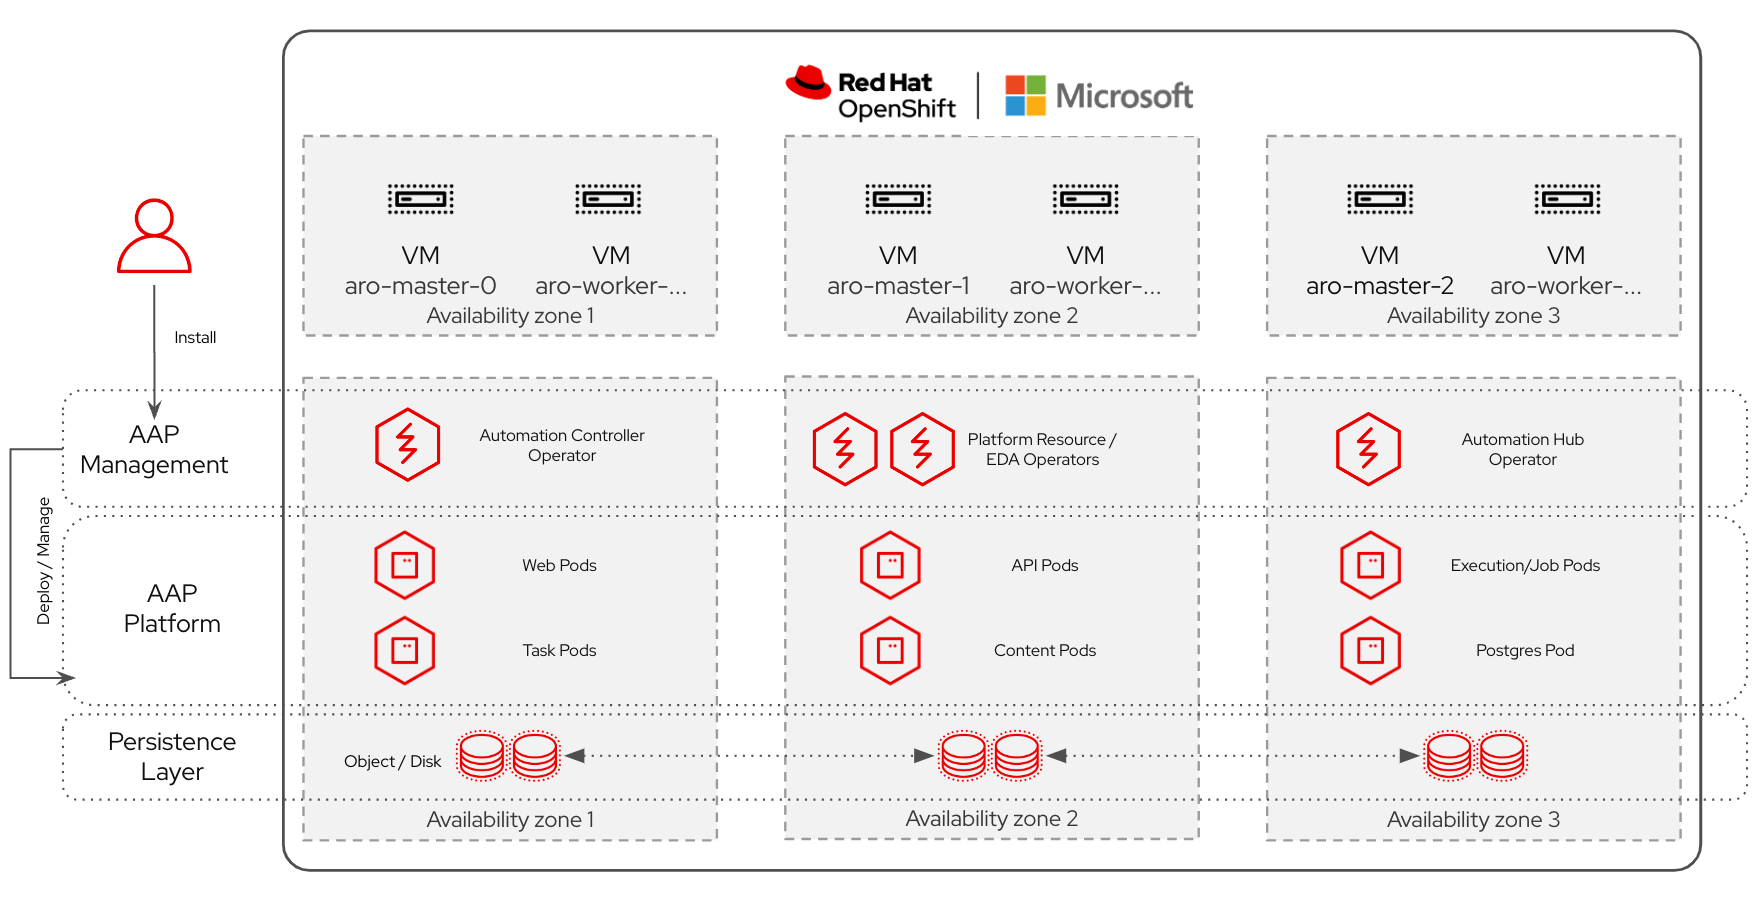 Red Hat
OpenShift
Microsoft
VM
aro-master-0
VM
aro-worker-...
Availability zone 1
VM
aro-master-1
VM
aro-worker-...
Availability zone 2
VM
aro-master-2
VM
aro-worker-...
Availability zone 3
Install
AAP
Management
Automation Controller
Operator
Platform Resource /
EDA Operators
Automation Hub
Operator
Deploy / Manage
AAP
Platform
Web Pods
API Pods
Execution/Job Pods
Task Pods
Content Pods
Postgres Pod
Persistence
Layer
Object / Disk
Availability zone 1
Availability zone 2
Availability zone 3